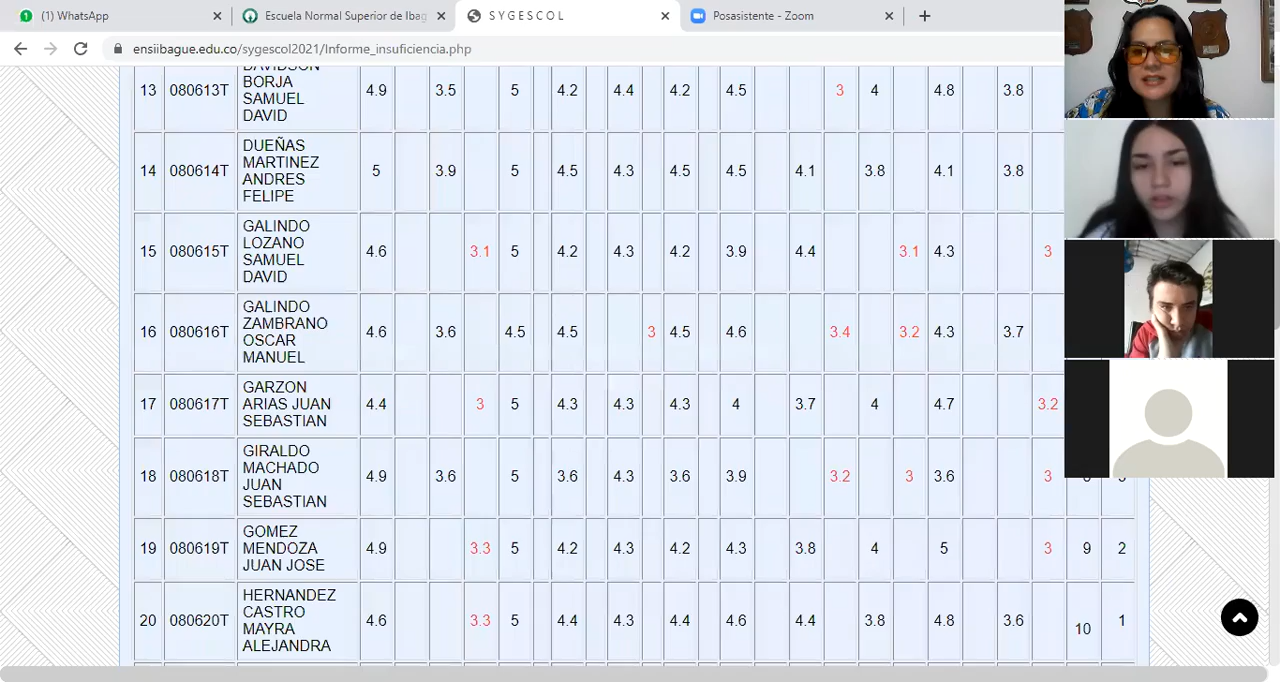 (1) WhatsApp
Escuela Normal Superior de Ibag
S Y G E S C O L
Posasistente - Zoom
ensiibague.edu.co/sygescol2021/Informe_insuficiencia.php
13 080613T DAVIDSON BORJA SAMUEL DAVID 4.9 3.5 5 4.2 4.4 4.2 4.5 3 4 4.8 3.8
14 080614T DUEÑAS MARTINEZ ANDRES FELIPE 5 3.9 5 4.5 4.3 4.5 4.5 4.1 3.8 4.1 3.8
15 080615T GALINDO LOZANO SAMUEL DAVID 4.6 3.1 5 4.2 4.3 4.2 3.9 4.4 3.1 4.3 3
16 080616T GALINDO ZAMBRANO OSCAR MANUEL 4.6 3.6 4.5 4.5 3 4.5 4.6 3.4 3.2 4.3 3.7
17 080617T GARZON ARIAS JUAN SEBASTIAN 4.4 3 5 4.3 4.3 4.3 4 3.7 4 4.7 3.2
18 080618T GIRALDO MACHADO JUAN SEBASTIAN 4.9 3.6 5 3.6 4.3 3.6 3.9 3.2 3 3.6 3
19 080619T GOMEZ MENDOZA JUAN JOSE 4.9 3.3 5 4.2 4.3 4.2 4.3 3.8 4 5 3 9 2
20 080620T HERNANDEZ CASTRO MAYRA ALEJANDRA 4.6 3.3 5 4.4 4.3 4.4 4.6 4.4 3.8 4.8 3.6 10 1